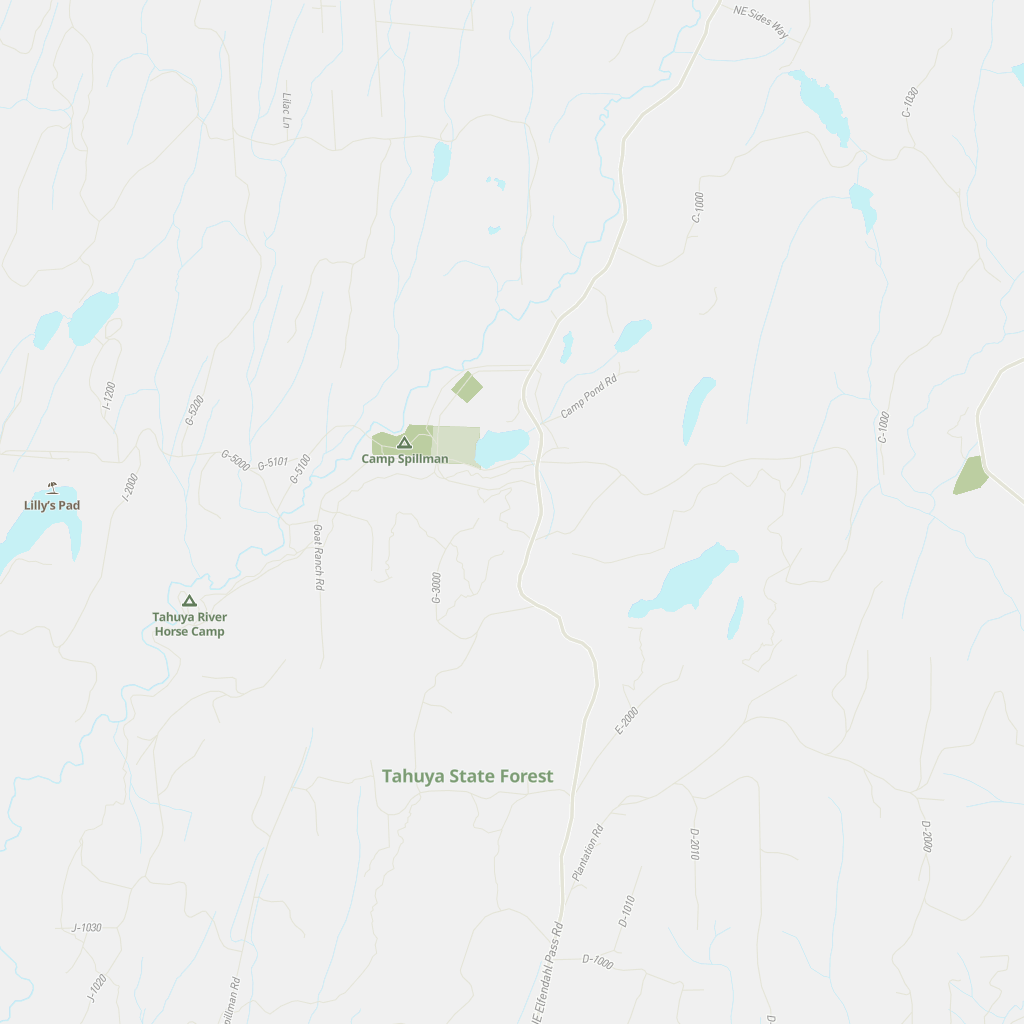 NE Sides Way
Lilac Ln
C-1030
C-1000
I-1200
G-5200
Camp Pond Rd
C-1000
G-5000
G-5101
G-5100
Camp Spillman
I-2000
Lilly's Pad
Goat Ranch Rd
G-3000
Tahuya River
Horse Camp
E-2000
Tahuya State Forest
Plantation Rd
D-2010
D-2000
D-1010
J-1030
NE Elfendahl Pass Rd
D-1000
J-1020
pillman Rd
D